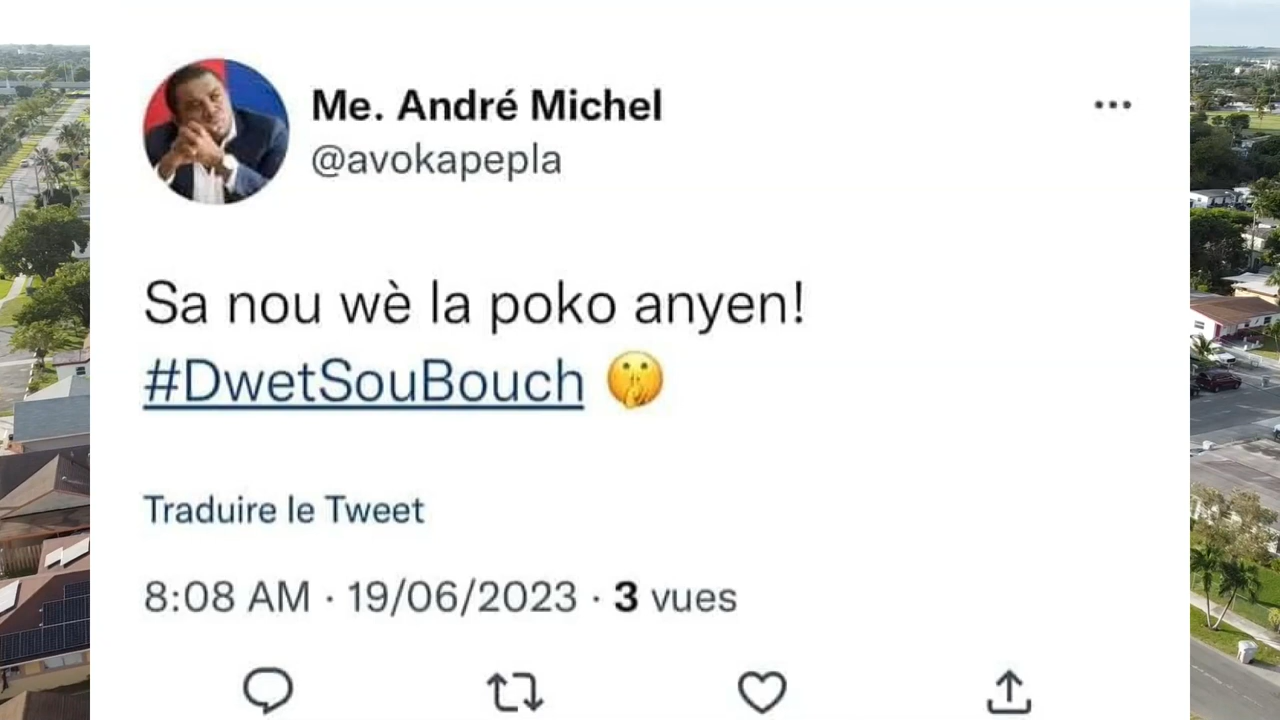 Me. André Michel
@avokapepla
Sa nou wè la poko anyen!
#DwetSouBouch 🤫
Traduire le Tweet
8:08 AM · 19/06/2023 · 3 vues